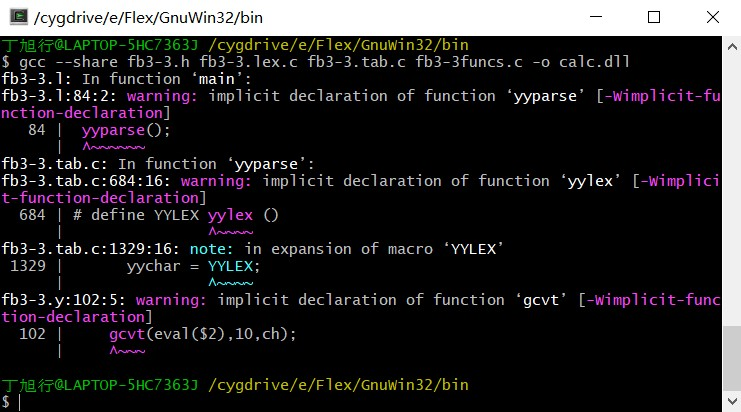 /cygdrive/e/Flex/GnuWin32/bin
丁旭行@LAPTOP-5HC7363J /cygdrive/e/Flex/GnuWin32/bin
$ gcc --share fb3-3.h fb3-3.lex.c fb3-3.tab.c fb3-3funcs.c -o calc.dll
fb3-3.l: In function ‘main’:
fb3-3.l:84:2: warning: implicit declaration of function ‘yyparse’ [-Wimplicit-fu
nction-declaration]
   84 |  yyparse();
      |  ^~~~~~~
fb3-3.tab.c: In function ‘yyparse’:
fb3-3.tab.c:684:16: warning: implicit declaration of function ‘yylex’ [-Wimplici
t-function-declaration]
  684 | # define YYLEX yylex ()
      |                ^~~~~
fb3-3.tab.c:1329:16: note: in expansion of macro ‘YYLEX’
 1329 |       yychar = YYLEX;
      |                ^~~~~
fb3-3.y:102:5: warning: implicit declaration of function ‘gcvt’ [-Wimplicit-func
tion-declaration]
  102 |     gcvt(eval($2),10,ch);
      |     ^~~~
丁旭行@LAPTOP-5HC7363J /cygdrive/e/Flex/GnuWin32/bin
$